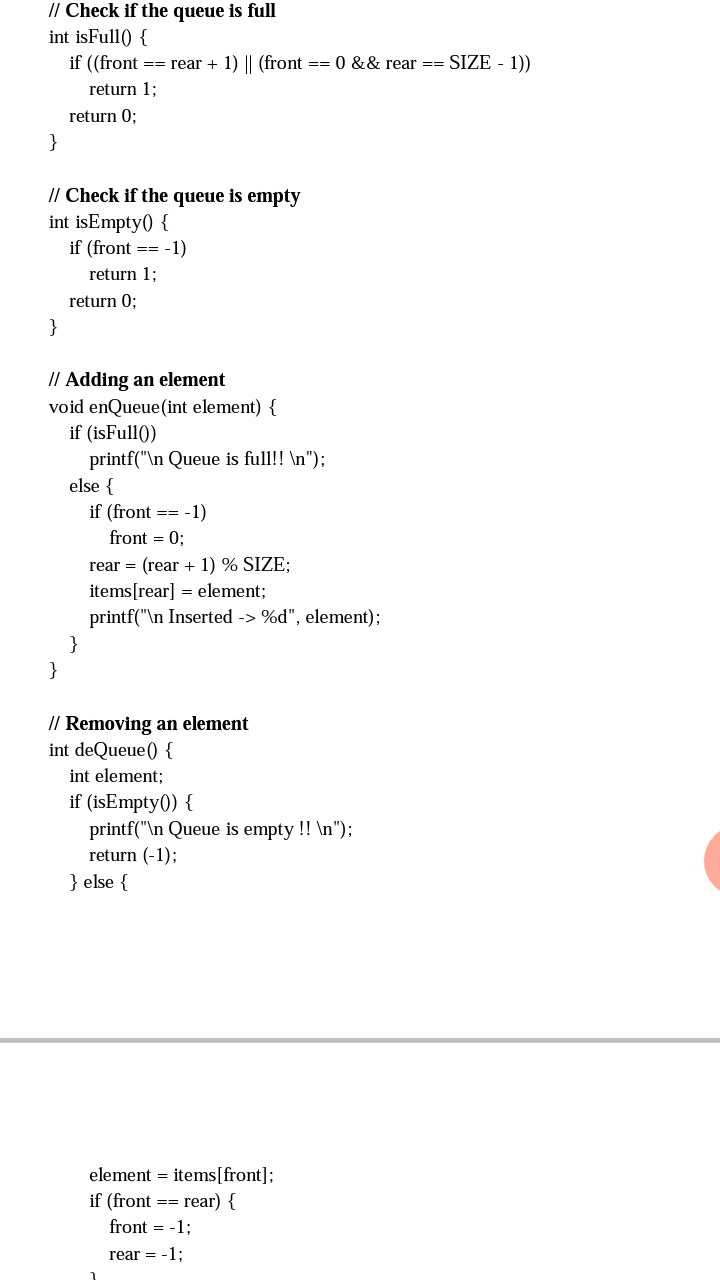 // Check if the queue is full
int isFull() {
    if ((front == rear + 1) || (front == 0 && rear == SIZE - 1))
        return 1;
    return 0;
}
// Check if the queue is empty
int isEmpty() {
    if (front == -1)
        return 1;
    return 0;
}
// Adding an element
void enQueue(int element) {
    if (isFull())
        printf("\n Queue is full!! \n");
    else {
        if (front == -1)
            front = 0;
        rear = (rear + 1) % SIZE;
        items[rear] = element;
        printf("\n Inserted -> %d", element);
    }
}
// Removing an element
int deQueue() {
    int element;
    if (isEmpty()) {
        printf("\n Queue is empty !! \n");
        return (-1);
    } else {
        element = items[front];
        if (front == rear) {
            front = -1;
            rear = -1;
        }